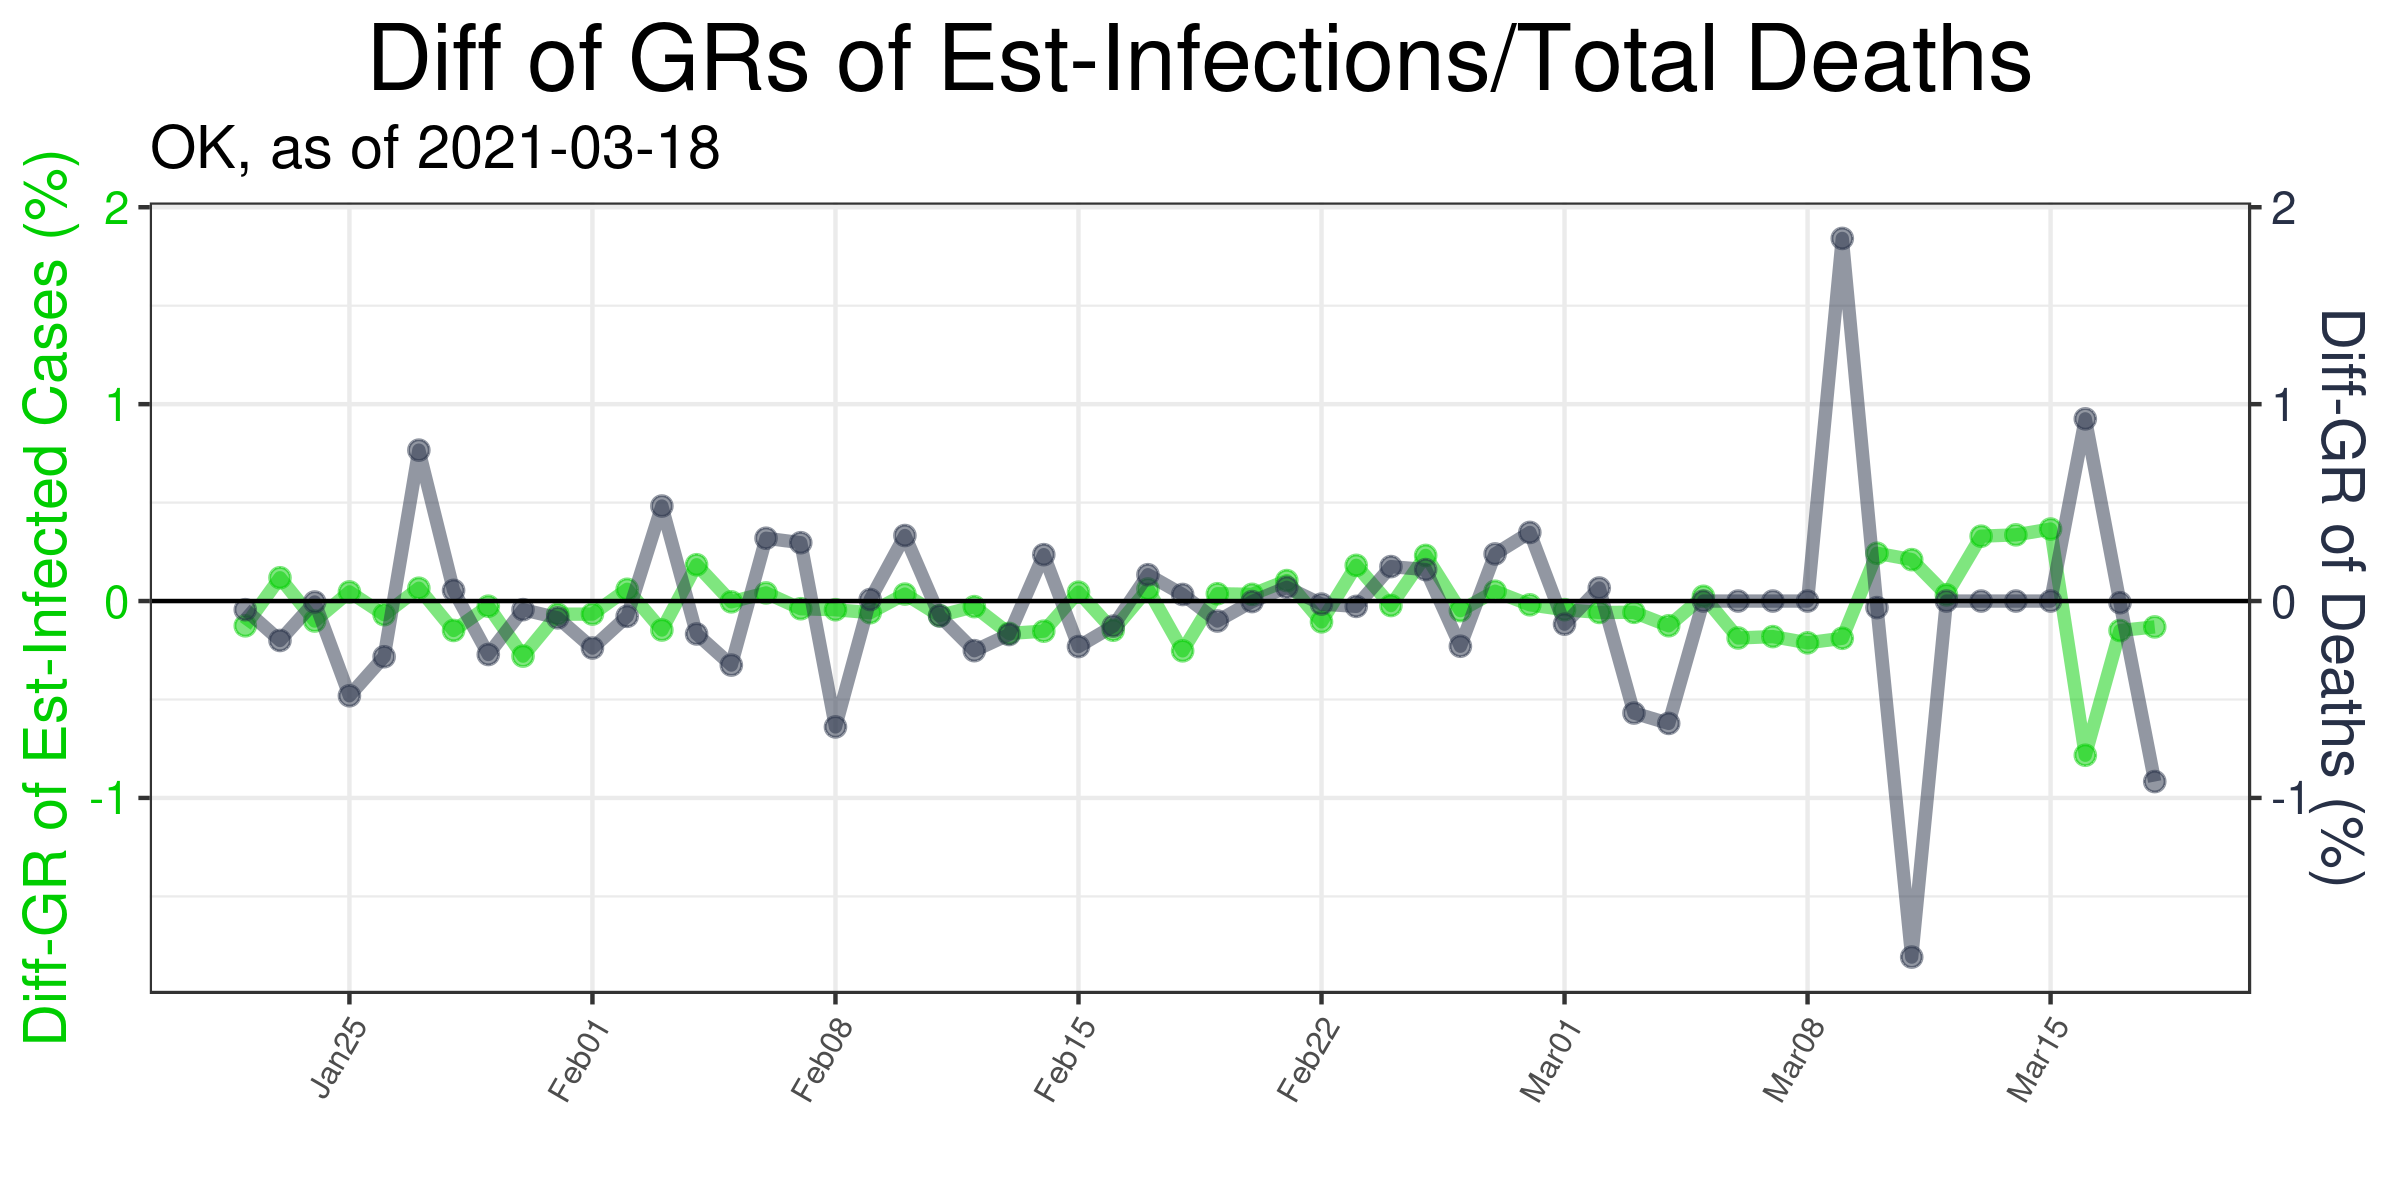 Diff of GRs of Est-Infections/Total Deaths
OK, as of 2021-03-18
Diff-GR of Est-Infected Cases (%)
2
1
0
-1
2
1
0
-1
Diff-GR of Deaths (%)
Jan25
Feb01
Feb08
Feb15
Feb22
Mar01
Mar08
Mar15